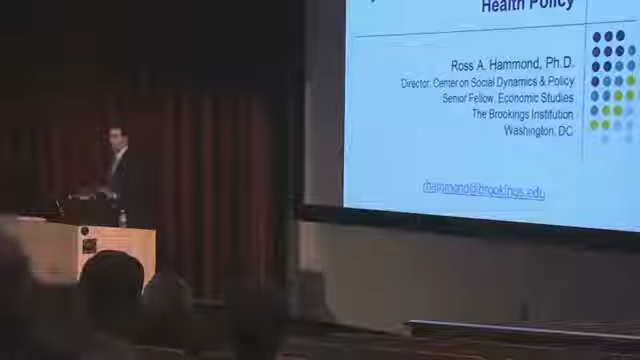 Health Policy
Ross A. Hammond, Ph.D.
Director, Center on Social Dynamics & Policy
Senior Fellow, Economic Studies
The Brookings Institution
Washington, DC
rhammond@brookings.edu